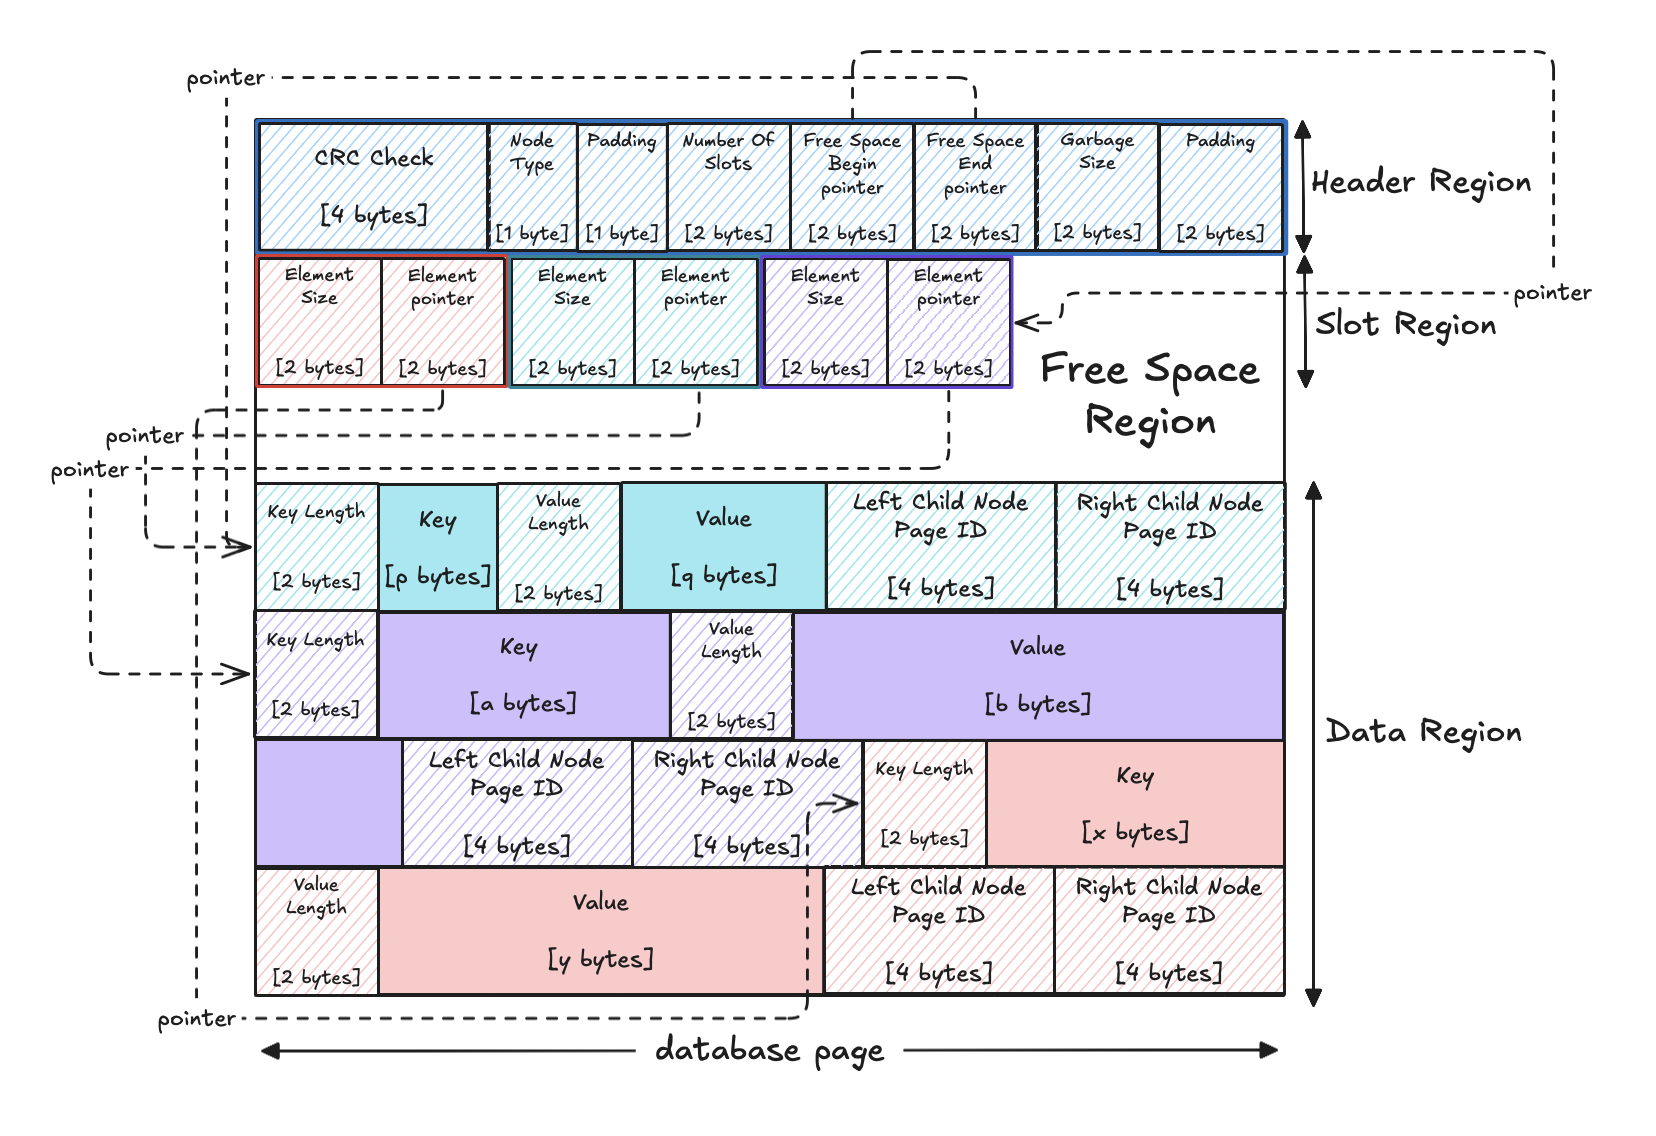 pointer
CRC Check
[4 bytes]
Node
Type
[1 byte]
Padding
[1 byte]
Number Of
Slots
[2 bytes]
Free Space
Begin
pointer
[2 bytes]
Free Space
End
pointer
[2 bytes]
Garbage
Size
[2 bytes]
Padding
[2 bytes]
Header Region
Element
Size
[2 bytes]
Element
pointer
[2 bytes]
Element
Size
[2 bytes]
Element
pointer
[2 bytes]
Element
Size
[2 bytes]
Element
pointer
[2 bytes]
pointer
Slot Region
Free Space
Region
pointer
pointer
Key Length
[2 bytes]
Key
[p bytes]
Value
Length
[2 bytes]
Value
[q bytes]
Left Child Node
Page ID
[4 bytes]
Right Child Node
Page ID
[4 bytes]
Key Length
[2 bytes]
Key
[a bytes]
Value
Length
[2 bytes]
Value
[b bytes]
Data Region
Left Child Node
Page ID
[4 bytes]
Right Child Node
Page ID
[4 bytes]
Key Length
[2 bytes]
Key
[x bytes]
Value
Length
[2 bytes]
Value
[y bytes]
Left Child Node
Page ID
[4 bytes]
Right Child Node
Page ID
[4 bytes]
pointer
database page